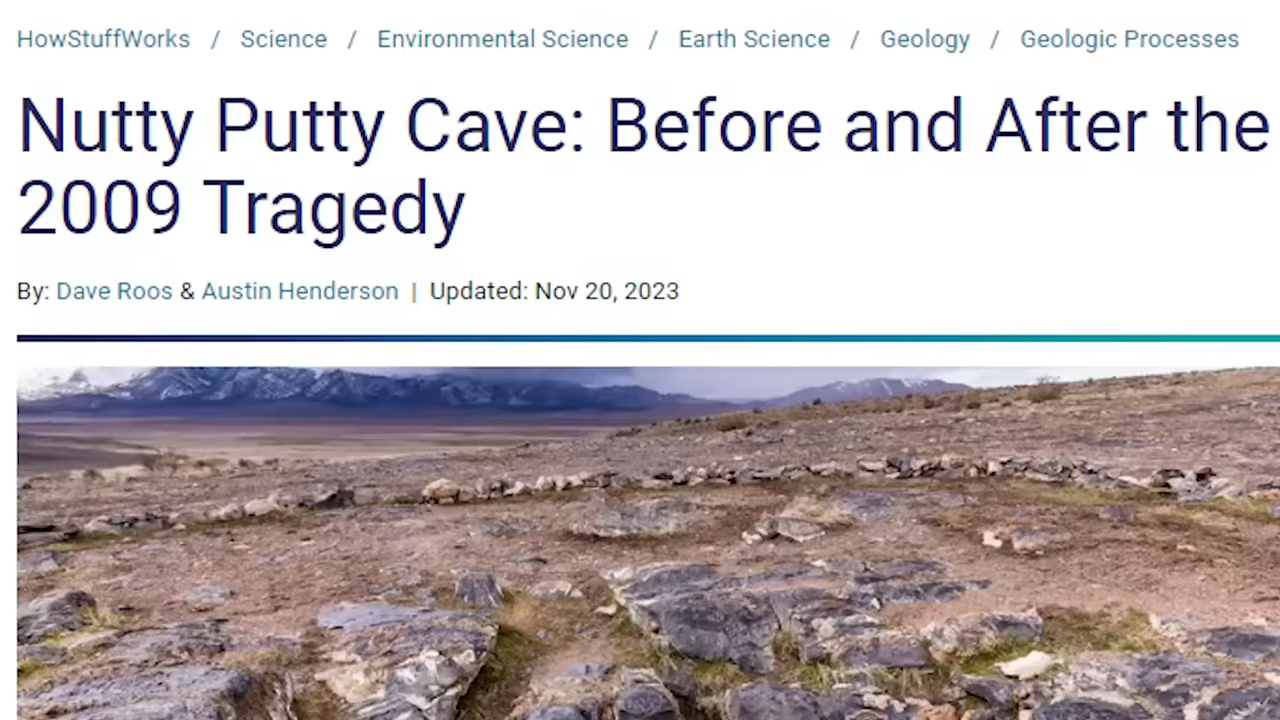 HowStuffWorks / Science / Environmental Science / Earth Science / Geology / Geologic Processes
Nutty Putty Cave: Before and After the
2009 Tragedy
By: Dave Roos & Austin Henderson | Updated: Nov 20, 2023